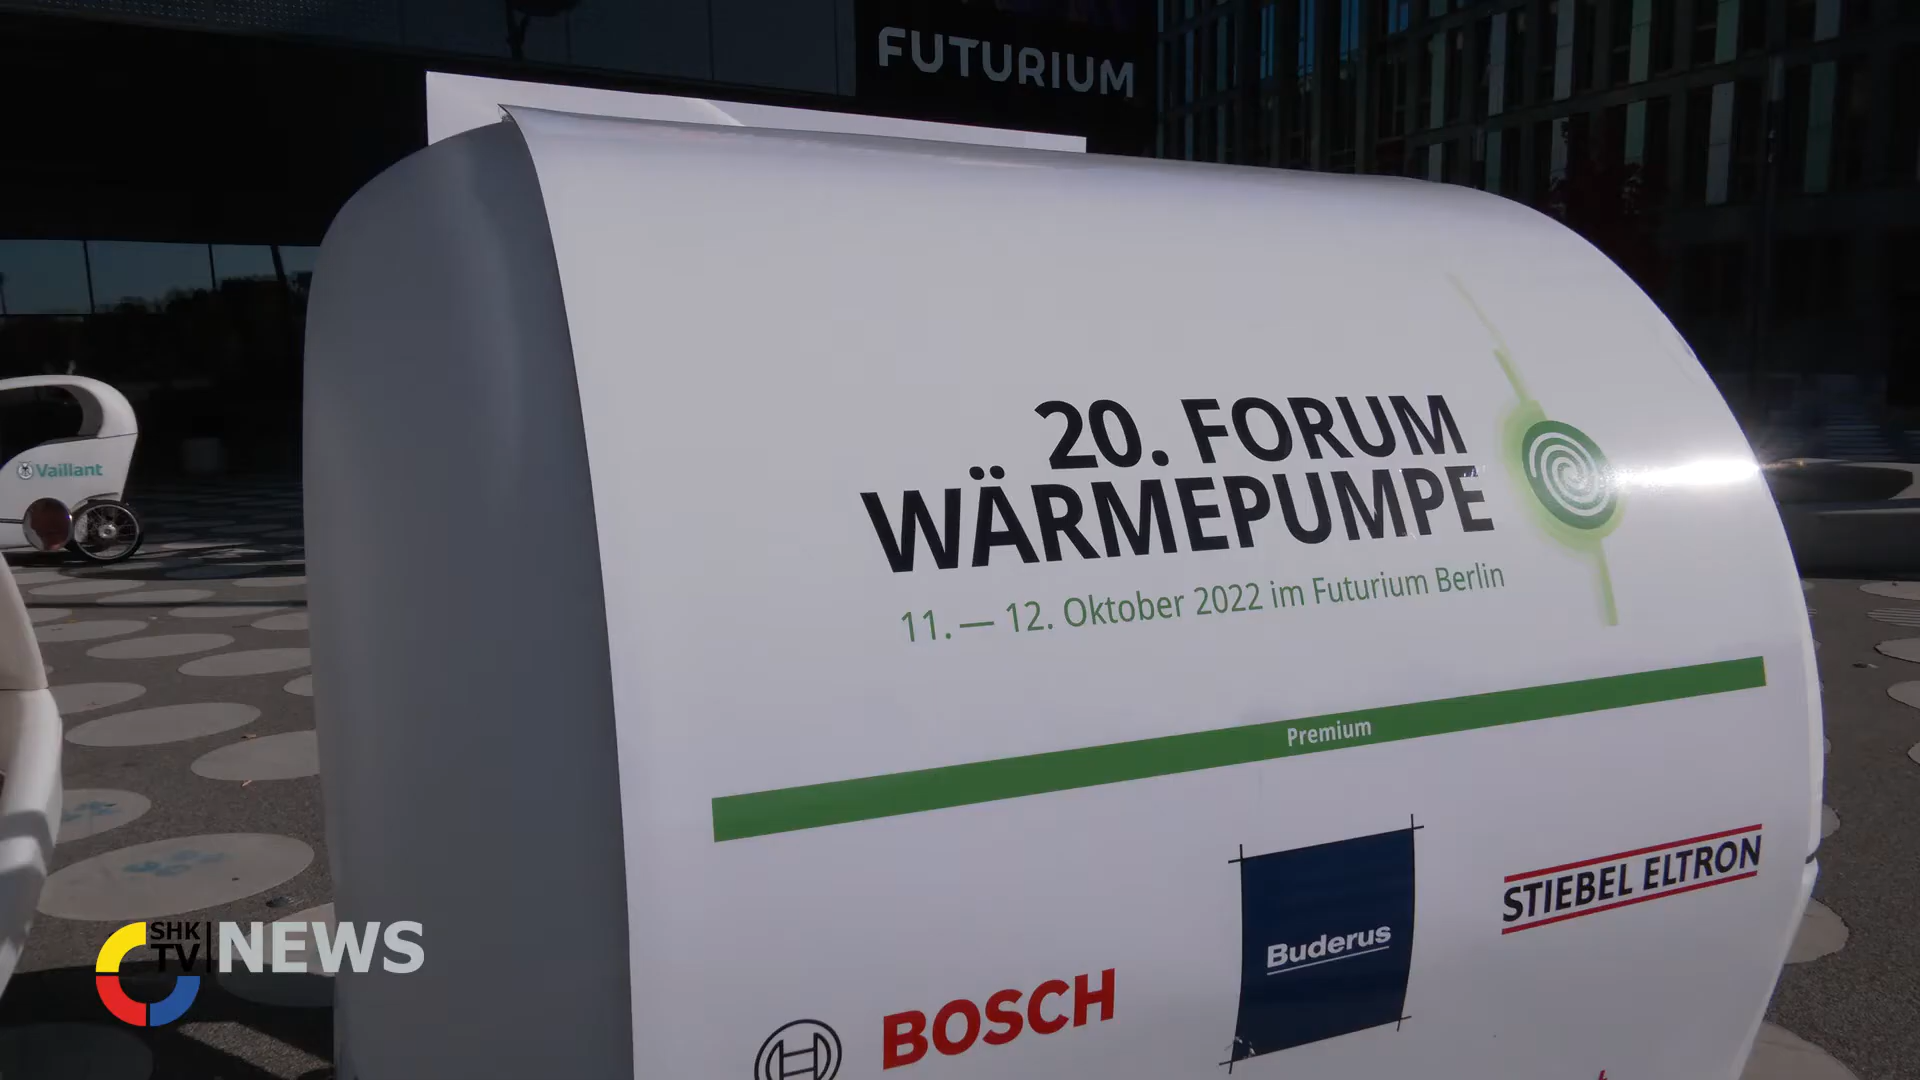 FUTURIUM
Vaillant
20. FORUM
WÄRMEPUMPE
11. — 12. Oktober 2022 im Futurium Berlin
Premium
STIEBEL ELTRON
Buderus
BOSCH
SHK
TV
NEWS